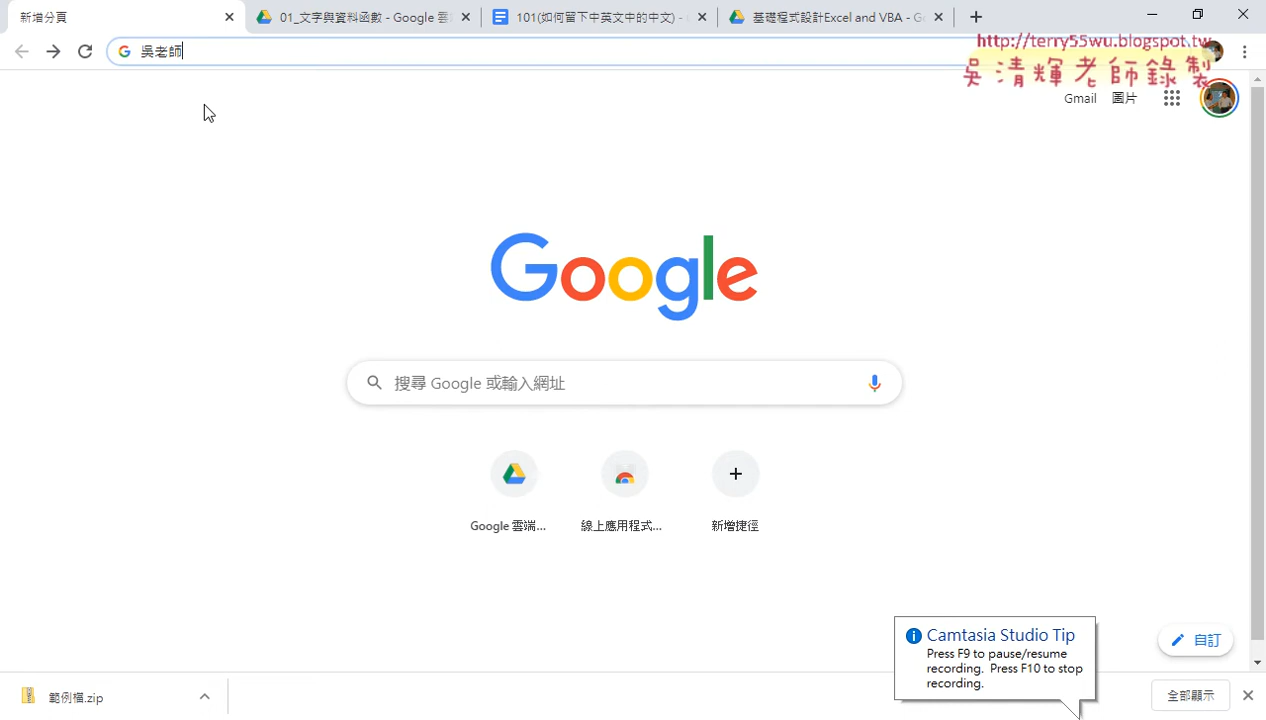 新增分頁
01_文字與資料函數 - Google 雲
101(如何留下中英文中的中文) -
基礎程式設計Excel and VBA - G
吳老師
http://terry55wu.blogspot.tw
吳清輝老師錄製
Gmail
圖片
Google
搜尋 Google 或輸入網址
Google 雲端...
線上應用程式...
新增捷徑
自訂
Camtasia Studio Tip
Press F9 to pause/resume
recording. Press F10 to stop
recording.
範例檔.zip
全部顯示